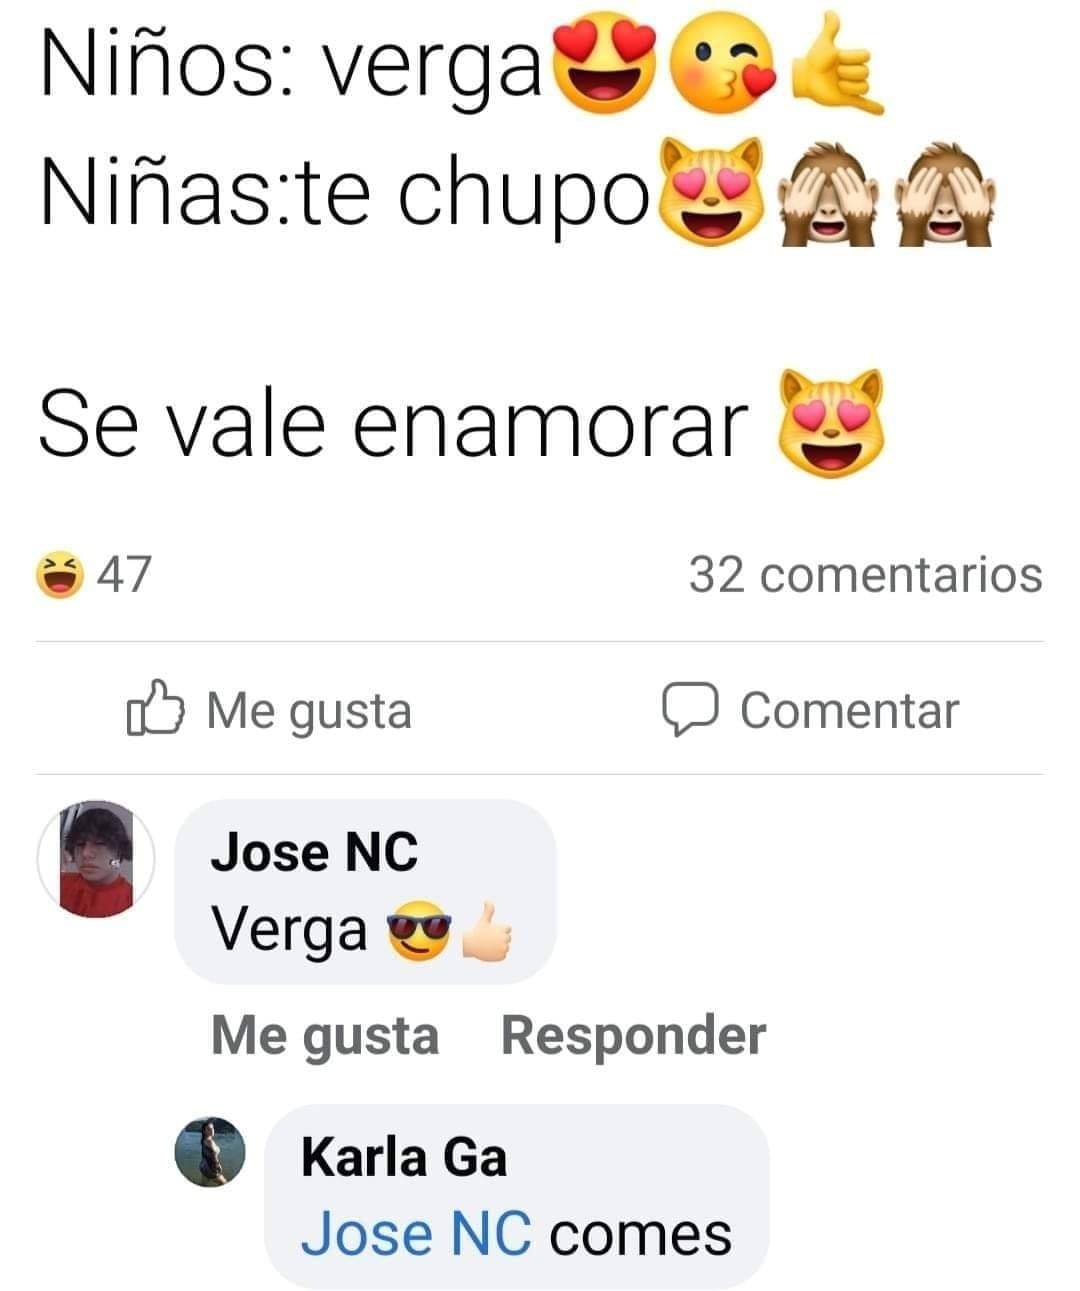 Niños: verga😍😘🤙
Niñas:te chupo😻🙈🙈
Se vale enamorar 😻
😆 47
32 comentarios
Me gusta
Comentar
Jose NC
Verga 😎👍🏻
Me gusta
Responder
Karla Ga
Jose NC comes